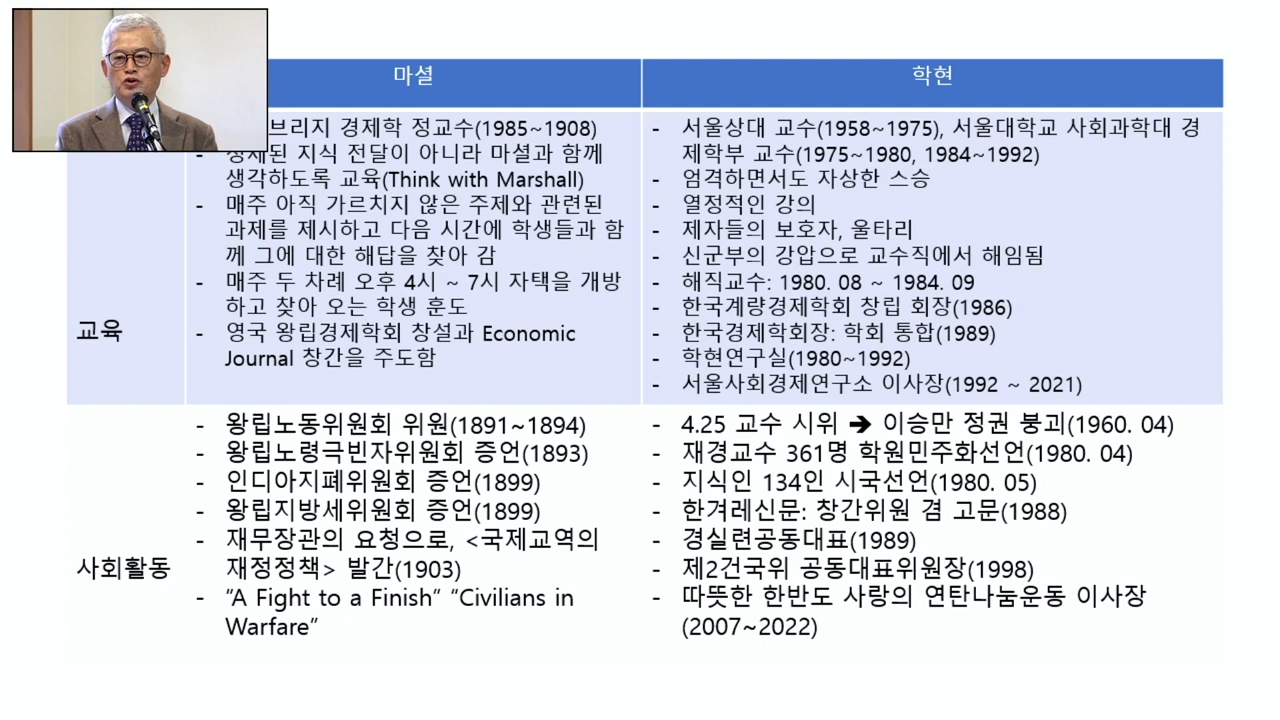 마셜
학현
교육
브리지 경제학 정교수(1985~1908)
- 정제된 지식 전달이 아니라 마셜과 함께
생각하도록 교육(Think with Marshall)
- 매주 아직 가르치지 않은 주제와 관련된
과제를 제시하고 다음 시간에 학생들과 함
께 그에 대한 해답을 찾아 감
- 매주 두 차례 오후 4시 ~ 7시 자택을 개방
하고 찾아 오는 학생 훈도
- 영국 왕립경제학회 창설과 Economic
Journal 창간을 주도함
- 서울상대 교수(1958~1975), 서울대학교 사회과학대 경
제학부 교수(1975~1980, 1984~1992)
- 엄격하면서도 자상한 스승
- 열정적인 강의
- 제자들의 보호자, 울타리
- 신군부의 강압으로 교수직에서 해임됨
- 해직교수: 1980. 08 ~ 1984. 09
- 한국계량경제학회 창립 회장(1986)
- 한국경제학회장: 학회 통합(1989)
- 학현연구실(1980~1992)
- 서울사회경제연구소 이사장(1992 ~ 2021)
사회활동
- 왕립노동위원회 위원(1891~1894)
- 왕립노령극빈자위원회 증언(1893)
- 인디아지폐위원회 증언(1899)
- 왕립지방세위원회 증언(1899)
- 재무장관의 요청으로, <국제교역의
재정정책> 발간(1903)
- “A Fight to a Finish” “Civilians in
Warfare”
- 4.25 교수 시위 ➔ 이승만 정권 붕괴(1960. 04)
- 재경교수 361명 학원민주화선언(1980. 04)
- 지식인 134인 시국선언(1980. 05)
- 한겨레신문: 창간위원 겸 고문(1988)
- 경실련공동대표(1989)
- 제2건국위 공동대표위원장(1998)
- 따뜻한 한반도 사랑의 연탄나눔운동 이사장
(2007~2022)